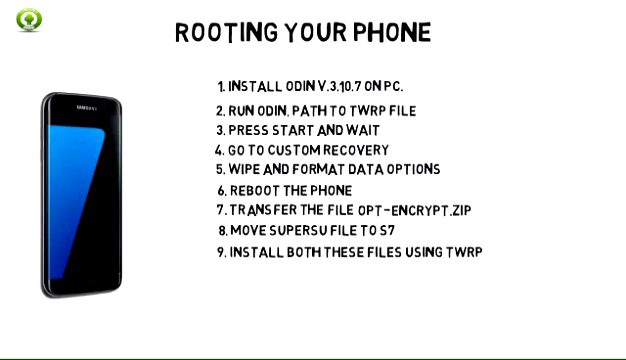 ROOTING YOUR PHONE
1. INSTALL ODIN V.3.10.7 ON PC.
2. RUN ODIN, PATH TO TWRP FILE
3. PRESS START AND WAIT
4. GO TO CUSTOM RECOVERY
5. WIPE AND FORMAT DATA OPTIONS
6. REBOOT THE PHONE
7. TRANSFER THE FILE OPT-ENCRYPT.ZIP
8. MOVE SUPERSU FILE TO S7
9. INSTALL BOTH THESE FILES USING TWRP
SAMSUNG